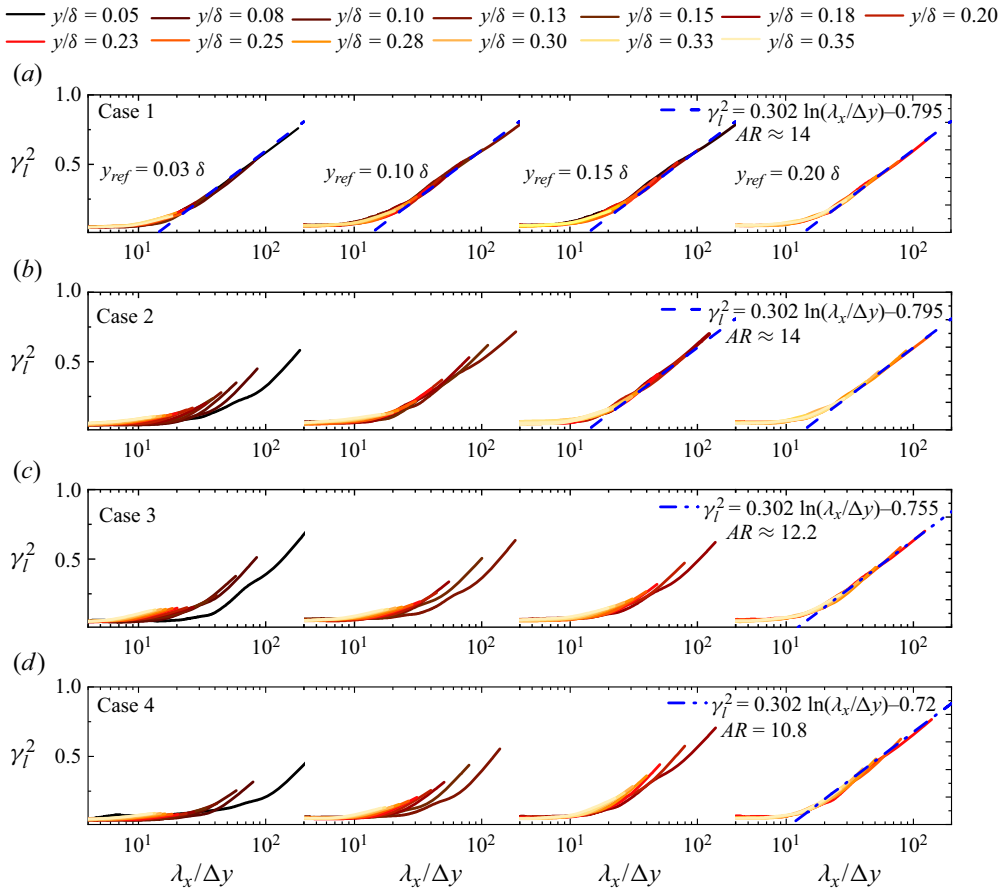 y/δ = 0.05 y/δ = 0.08 y/δ = 0.10 y/δ = 0.13 y/δ = 0.15 y/δ = 0.18 y/δ = 0.20
y/δ = 0.23 y/δ = 0.25 y/δ = 0.28 y/δ = 0.30 y/δ = 0.33 y/δ = 0.35
(a)
1.0
Case 1
γ_l^2 = 0.302 ln(λ_x/Δy)–0.795
AR ≈ 14
γ_l^2
0.5
y_ref = 0.03 δ
y_ref = 0.10 δ
y_ref = 0.15 δ
y_ref = 0.20 δ
0
10^1 10^2 10^1 10^2 10^1 10^2 10^1 10^2
(b)
1.0
Case 2
γ_l^2 = 0.302 ln(λ_x/Δy)–0.795
AR ≈ 14
γ_l^2
0.5
0
10^1 10^2 10^1 10^2 10^1 10^2 10^1 10^2
(c)
1.0
Case 3
γ_l^2 = 0.302 ln(λ_x/Δy)–0.755
AR ≈ 12.2
γ_l^2
0.5
0
10^1 10^2 10^1 10^2 10^1 10^2 10^1 10^2
(d)
1.0
Case 4
γ_l^2 = 0.302 ln(λ_x/Δy)–0.72
AR = 10.8
γ_l^2
0.5
0
10^1 10^2 10^1 10^2 10^1 10^2 10^1 10^2
λ_x/Δy λ_x/Δy λ_x/Δy λ_x/Δy